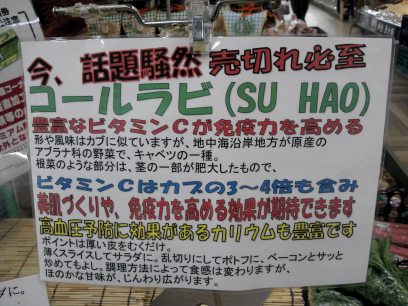 今、話題騒然 売切れ必至
コールラビ(SU HAO)
豊富なビタミンCが免疫力を高める
形や風味はカブに似ていますが、地中海沿岸地方が原産の
アブラナ科の野菜で、キャベツの一種。
根菜のような部分は、茎の一部が肥大したもので、
ビタミンCはカブの3～4倍も含み
美肌づくりや、免疫力を高める効果が期待できます
高血圧予防に効果があるカリウムも豊富です
ポイントは厚い皮をむくだけ。
薄くスライスしてサラダに。乱切りにしてポトフに、ベーコンとサッと
炒めてもよし。調理方法によって食感は変わりますが、
ほのかな甘味が、じんわり広がります。